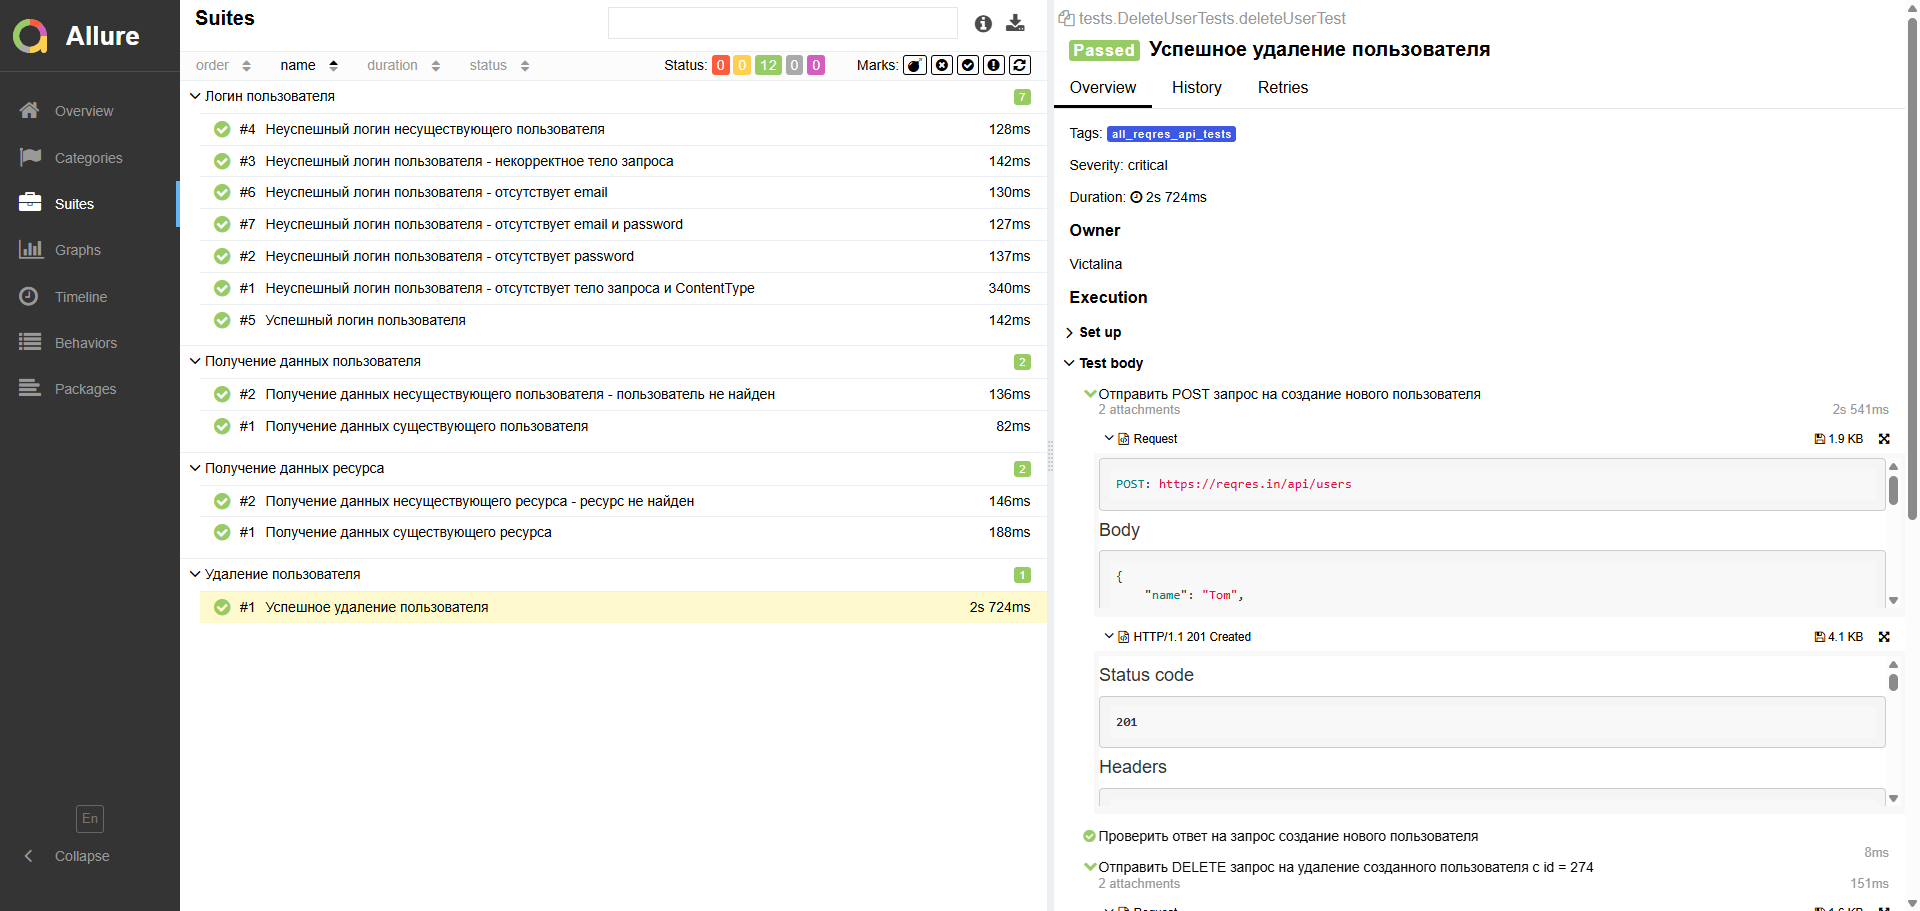 Allure
Overview
Categories
Suites
Graphs
Timeline
Behaviors
Packages
En
Collapse
Suites
order name duration status Status: 0 0 12 0 0 Marks:
Логин пользователя 7
#4 Неуспешный логин несуществующего пользователя 128ms
#3 Неуспешный логин пользователя - некорректное тело запроса 142ms
#6 Неуспешный логин пользователя - отсутствует email 130ms
#7 Неуспешный логин пользователя - отсутствует email и password 127ms
#2 Неуспешный логин пользователя - отсутствует password 137ms
#1 Неуспешный логин пользователя - отсутствует тело запроса и ContentType 340ms
#5 Успешный логин пользователя 142ms
Получение данных пользователя 2
#2 Получение данных несуществующего пользователя - пользователь не найден 136ms
#1 Получение данных существующего пользователя 82ms
Получение данных ресурса 2
#2 Получение данных несуществующего ресурса - ресурс не найден 146ms
#1 Получение данных существующего ресурса 188ms
Удаление пользователя 1
#1 Успешное удаление пользователя 2s 724ms
tests.DeleteUserTests.deleteUserTest
Passed Успешное удаление пользователя
Overview History Retries
Tags: all_reqres_api_tests
Severity: critical
Duration: 2s 724ms
Owner
Victalina
Execution
Set up
Test body
Отправить POST запрос на создание нового пользователя
2 attachments 2s 541ms
Request 1.9 KB
POST: https://reqres.in/api/users
Body
{
"name": "Tom",
HTTP/1.1 201 Created 4.1 KB
Status code
201
Headers
Проверить ответ на запрос создание нового пользователя
8ms
Отправить DELETE запрос на удаление созданного пользователя с id = 274
2 attachments 151ms
Request 1.6 KB